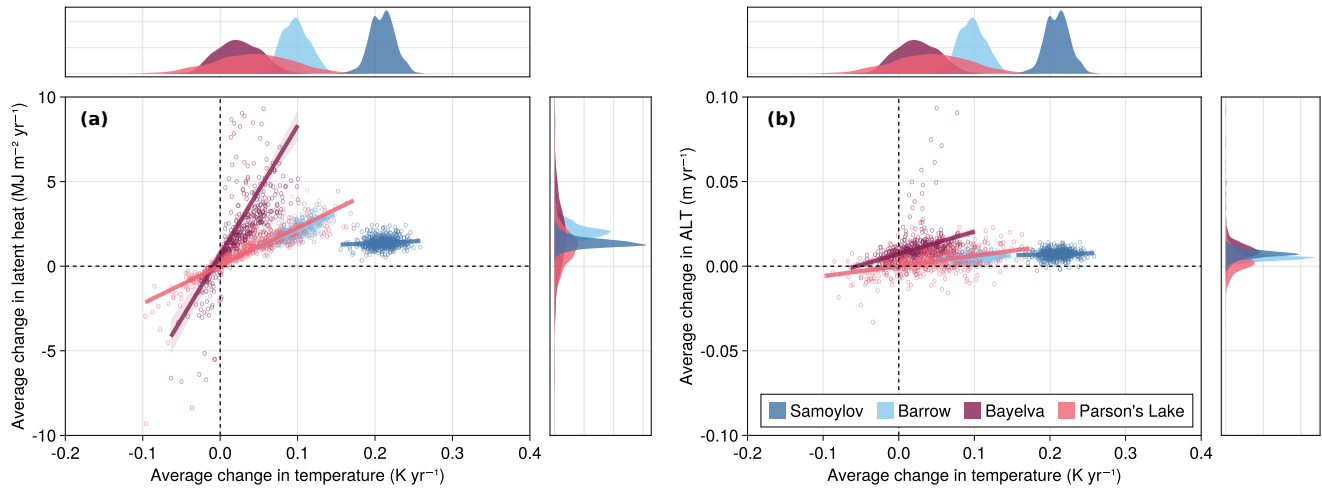 (a)
10
5
0
-5
-10
-0.2
-0.1
0.0
0.1
0.2
0.3
0.4
Average change in temperature (K yr⁻¹)
Average change in latent heat (MJ m⁻² yr⁻¹)
(b)
0.10
0.05
0.00
-0.05
-0.10
-0.2
-0.1
0.0
0.1
0.2
0.3
0.4
Average change in temperature (K yr⁻¹)
Average change in ALT (m yr⁻¹)
Samoylov
Barrow
Bayelva
Parson's Lake